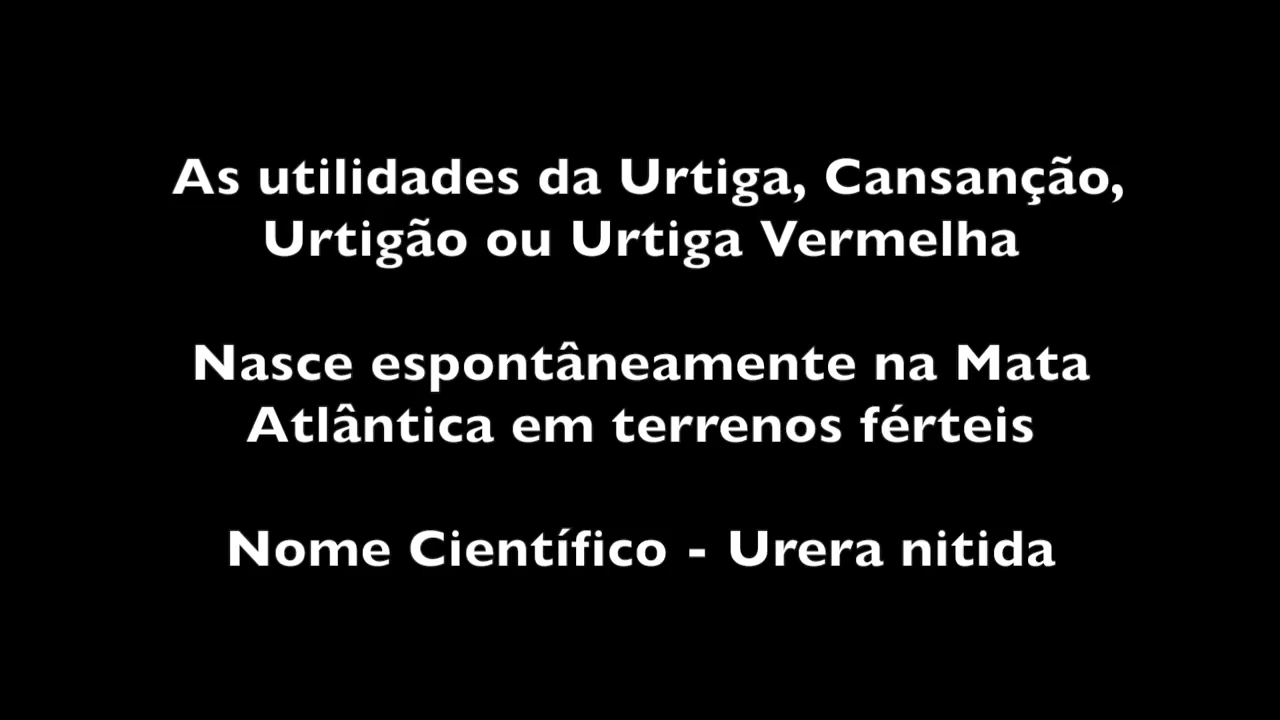 As utilidades da Urtiga, Cansanção,
Urtigão ou Urtiga Vermelha
Nasce espontâneamente na Mata
Atlântica em terrenos férteis
Nome Científico - Urera nitida